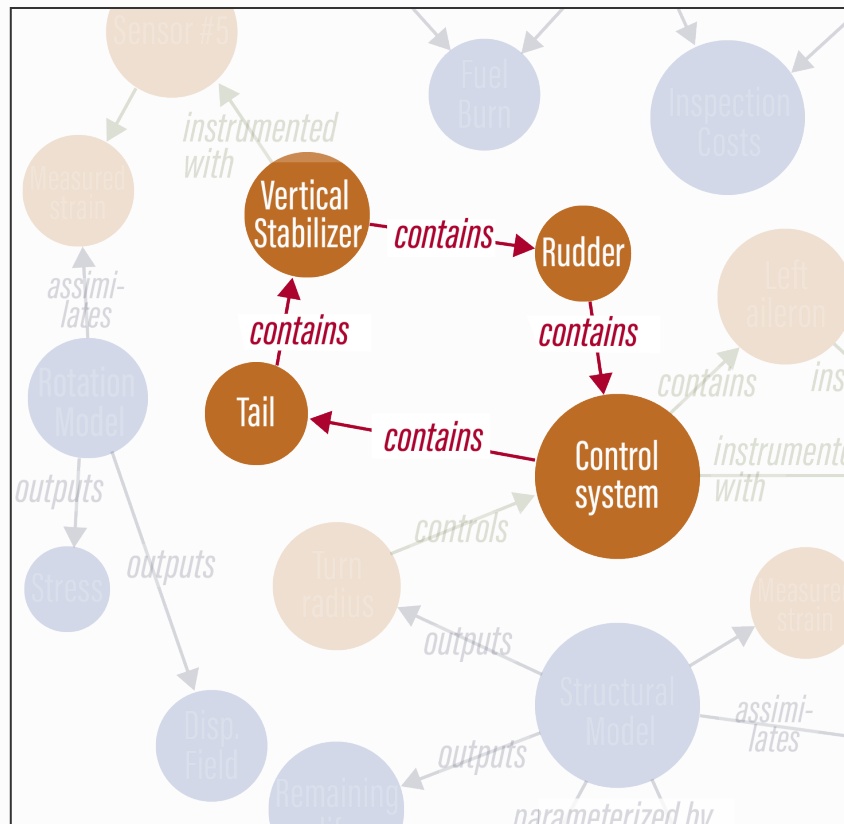 Sensor #5
Fuel
Burn
Inspection
Costs
instrumented
with
Measured
strain
Vertical
Stabilizer
contains
Rudder
Left
aileron
assimi-
lates
contains
contains
Rotation
Model
Tail
contains
ins
contains
Control
system
instrumente
with
outputs
controls
Stress
outputs
Turn
radius
Measured
strain
outputs
Structural
Model
Disp.
Field
assimi-
lates
outputs
Remaining
parameterized by